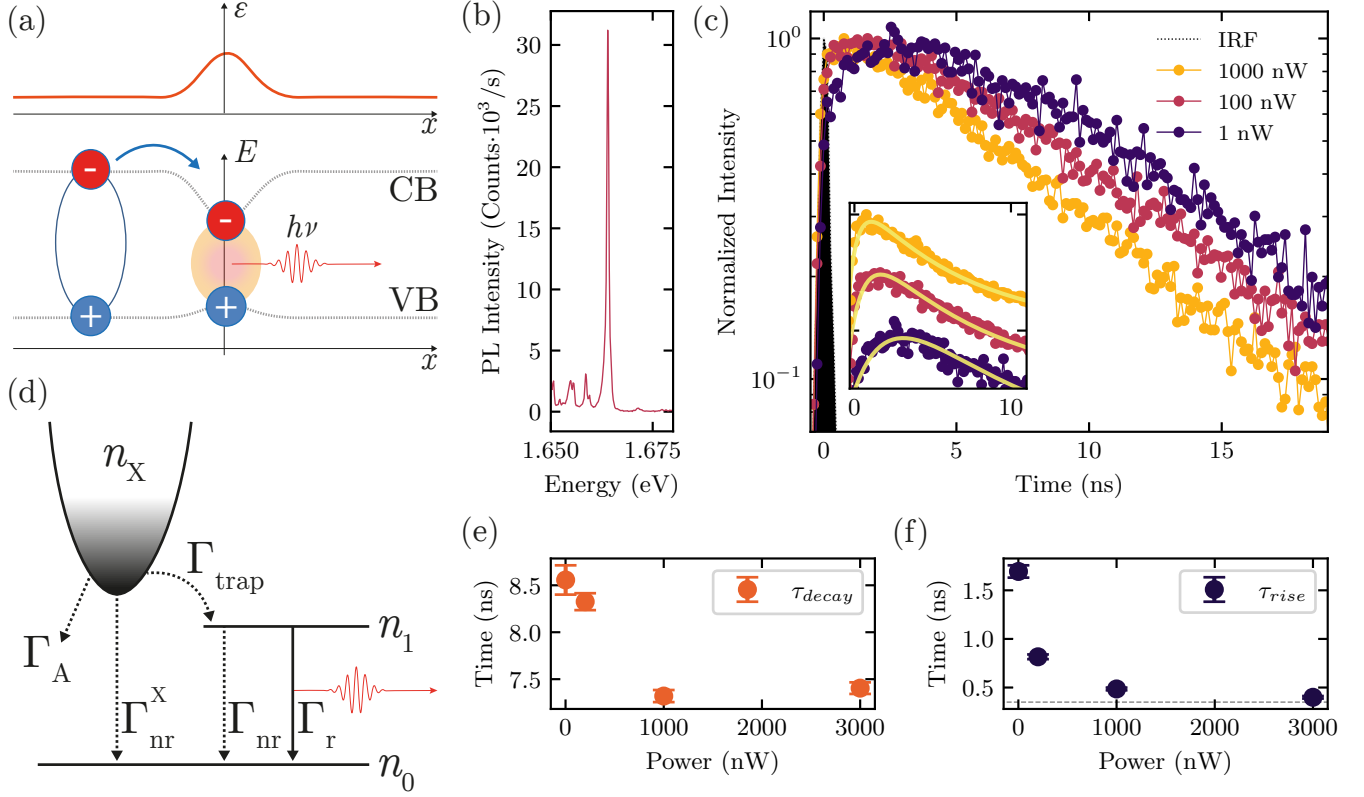 (a)
ε
x
E
-
CB
-
hν
+
+
VB
x
(b)
PL Intensity (Counts·10³/s)
30
25
20
15
10
5
0
1.650
1.675
Energy (eV)
(c)
Normalized Intensity
10⁰
10⁻¹
IRF
1000 nW
100 nW
1 nW
0
10
0
5
10
15
Time (ns)
(d)
n_X
Γ_trap
n_1
Γ_A
Γ_nr^X
Γ_nr
Γ_r
n_0
(e)
Time (ns)
8.5
8.0
7.5
τ_decay
0
1000
2000
3000
Power (nW)
(f)
Time (ns)
1.5
1.0
0.5
τ_rise
0
1000
2000
3000
Power (nW)